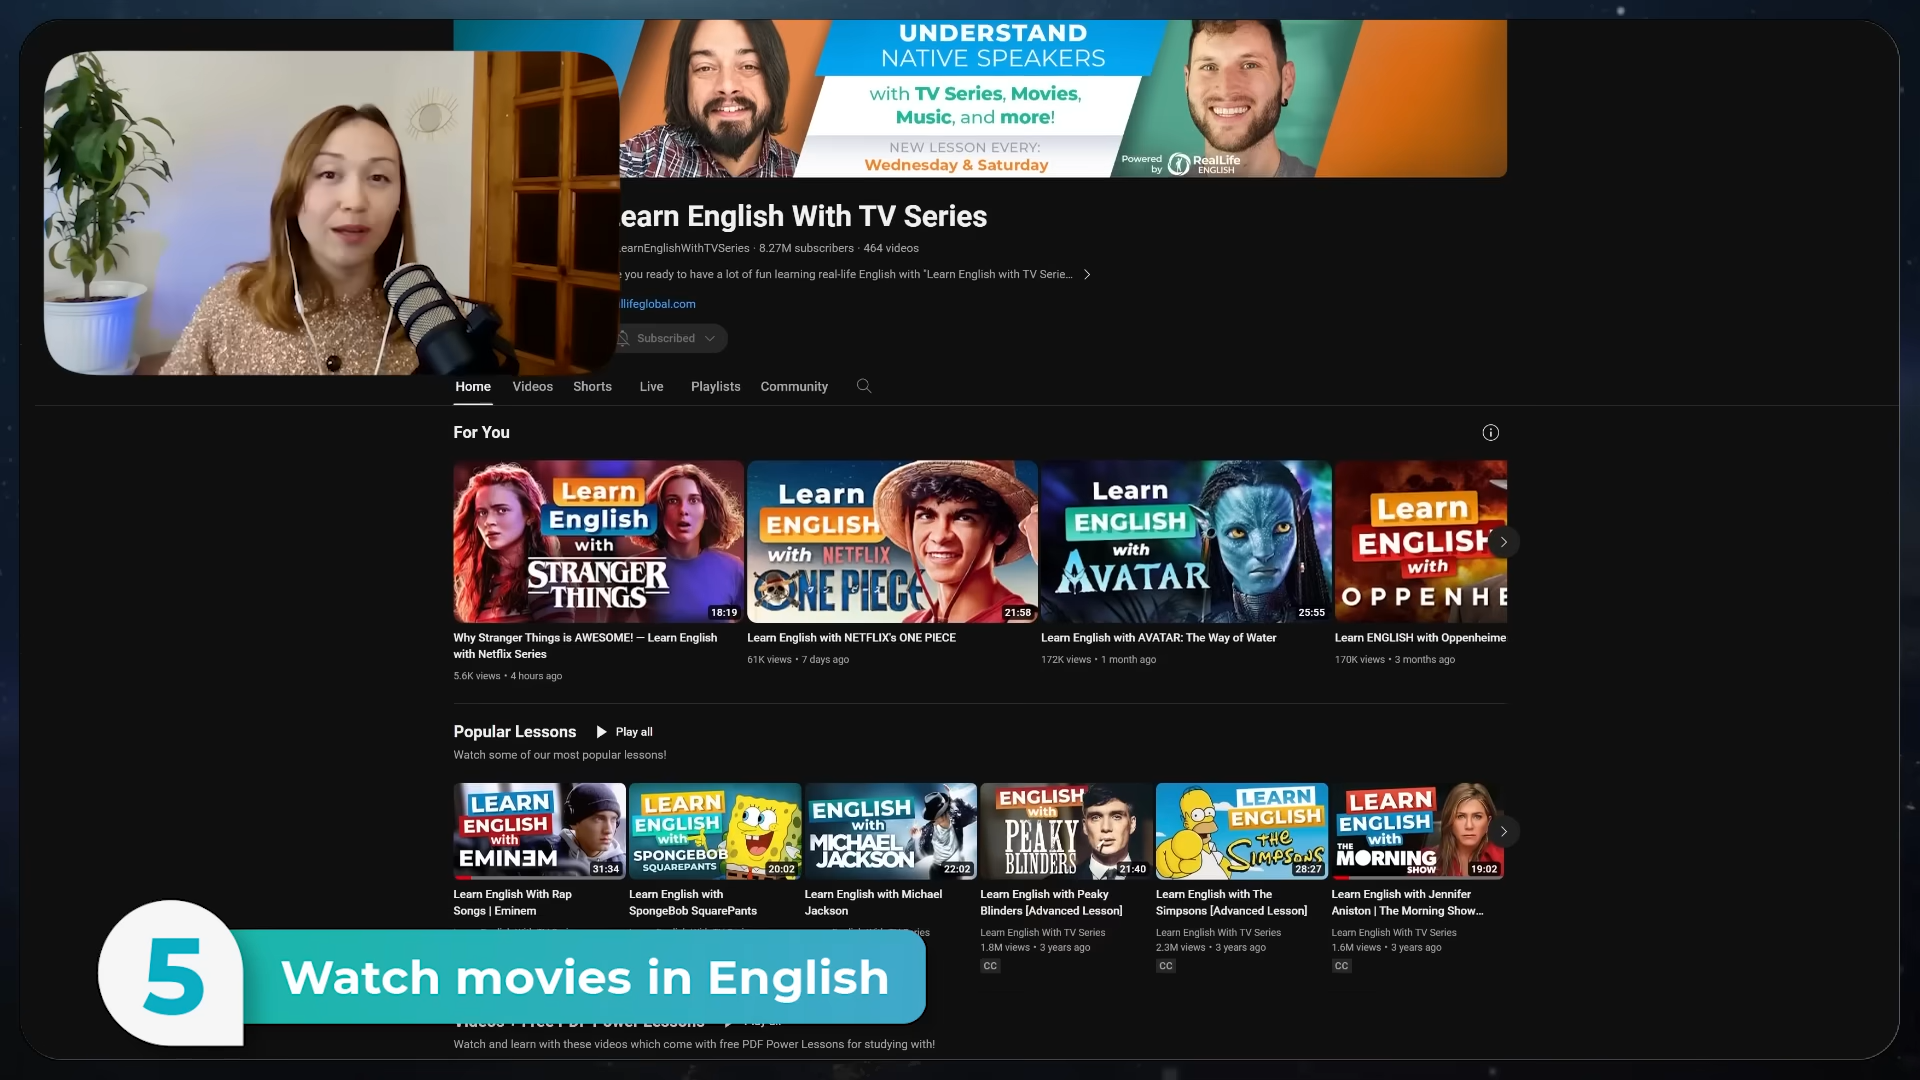 UNDERSTAND
NATIVE SPEAKERS
with TV Series, Movies,
Music, and more!
NEW LESSON EVERY:
Wednesday & Saturday
Powered
by
RealLife
ENGLISH
earn English With TV Series
earnEnglishWithTVSeries · 8.27M subscribers · 464 videos
you ready to have a lot of fun learning real-life English with "Learn English with TV Serie...
llifeglobal.com
Subscribed
Home Videos Shorts Live Playlists Community
For You
Learn
English
with
STRANGER
THINGS
18:19
Learn
ENGLISH
with NETFLIX
ONE PIECE
21:58
Learn
ENGLISH
with
AVATAR
25:55
Learn
ENGLISH
with
OPPENHE
Why Stranger Things is AWESOME! — Learn English
with Netflix Series
5.6K views • 4 hours ago
Learn English with NETFLIX's ONE PIECE
61K views • 7 days ago
Learn English with AVATAR: The Way of Water
172K views • 1 month ago
Learn ENGLISH with Oppenheime
170K views • 3 months ago
Popular Lessons Play all
Watch some of our most popular lessons!
LEARN
ENGLISH
with
EMINEM
31:34
LEARN
ENGLISH
with
SPONGEBOB
SQUAREPANTS
20:02
ENGLISH
with
MICHAEL
JACKSON
22:02
ENGLISH
with
PEAKY
BLINDERS
21:40
LEARN
ENGLISH
THE
SIMPSONS
28:27
LEARN
ENGLISH
with
THE
MORNING
SHOW
19:02
Learn English With Rap
Songs | Eminem
Learn English with
SpongeBob SquarePants
Learn English with Michael
Jackson
Learn English with Peaky
Blinders [Advanced Lesson]
Learn English With TV Series
1.8M views • 3 years ago
CC
Learn English with The
Simpsons [Advanced Lesson]
Learn English With TV Series
2.3M views • 3 years ago
CC
Learn English with Jennifer
Aniston | The Morning Show...
Learn English With TV Series
1.6M views • 3 years ago
CC
5
Watch movies in English
Watch and learn with these videos which come with free PDF Power Lessons for studying with!